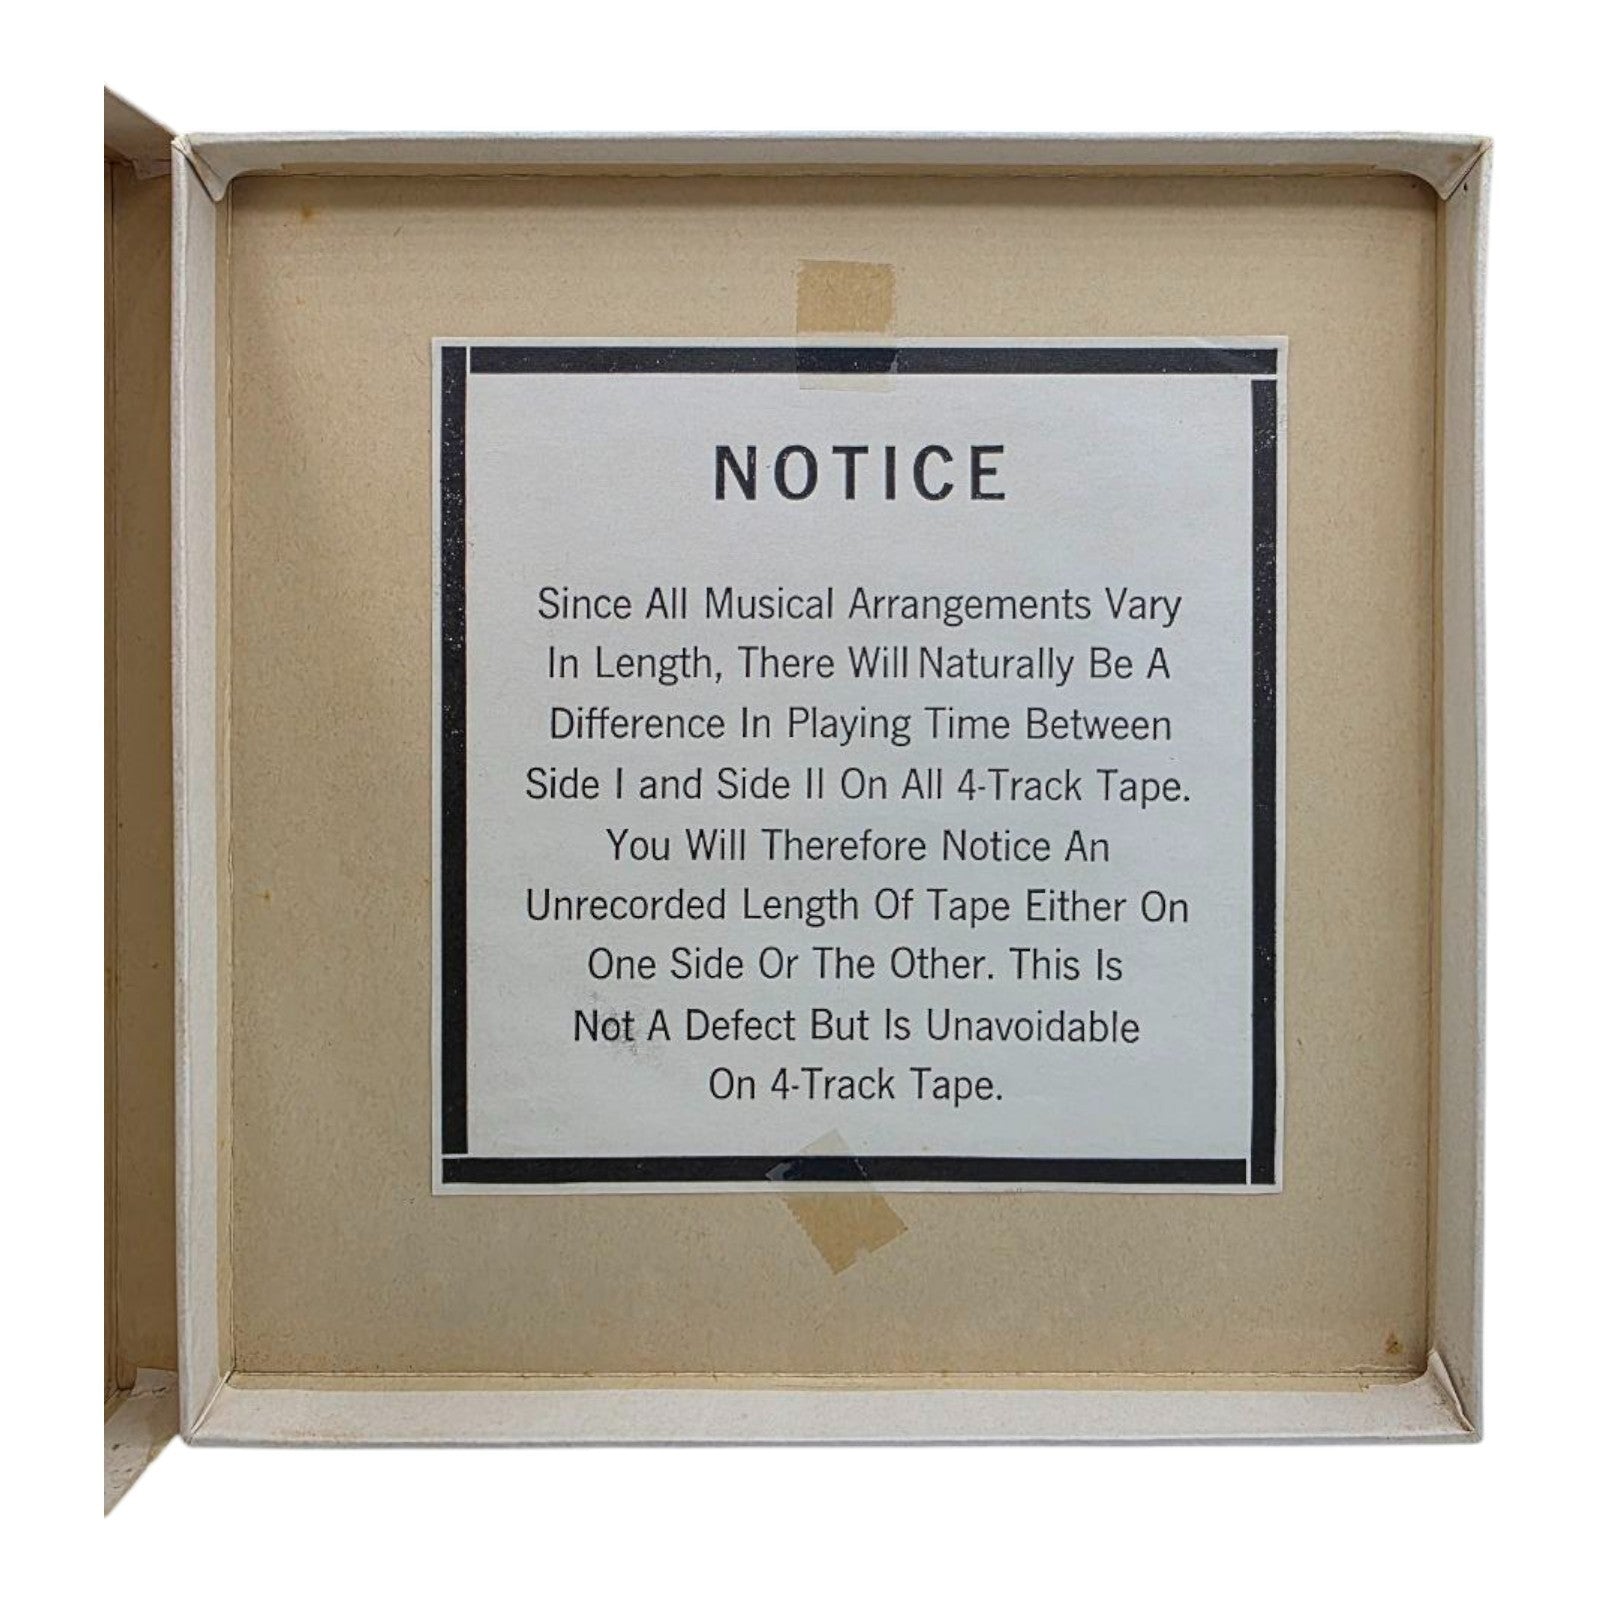 NOTICE
Since All Musical Arrangements Vary
In Length, There Will Naturally Be A
Difference In Playing Time Between
Side I and Side II On All 4-Track Tape.
You Will Therefore Notice An
Unrecorded Length Of Tape Either On
One Side Or The Other. This Is
Not A Defect But Is Unavoidable
On 4-Track Tape.